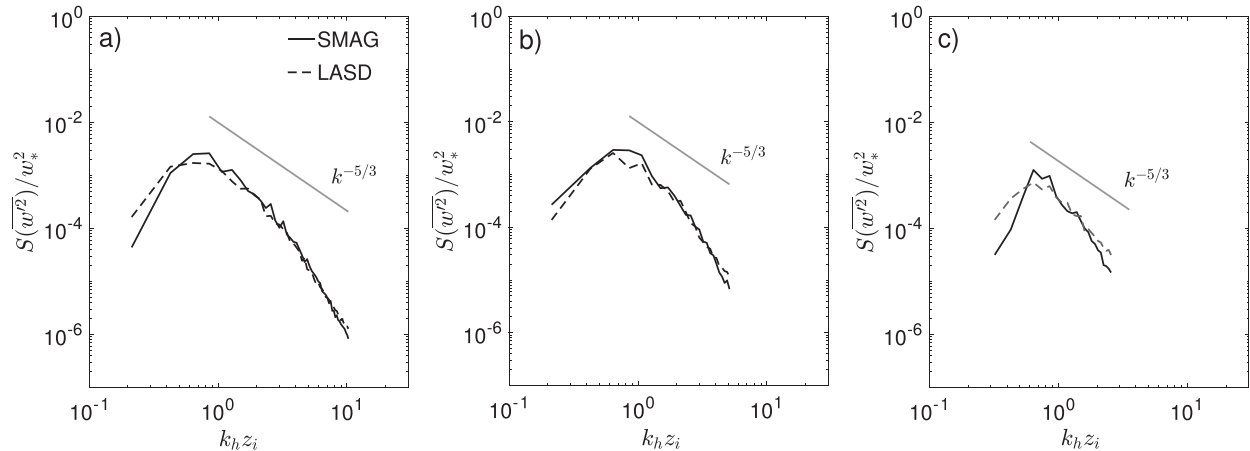 a)
SMAG
LASD
k^{-5/3}
S(\overline{w'^2})/w_*^2
10^0
10^{-2}
10^{-4}
10^{-6}
10^{-1} 10^0 10^1
k_h z_i
b)
k^{-5/3}
S(\overline{w'^2})/w_*^2
10^0
10^{-2}
10^{-4}
10^{-6}
10^{-1} 10^0 10^1
k_h z_i
c)
k^{-5/3}
S(\overline{w'^2})/w_*^2
10^0
10^{-2}
10^{-4}
10^{-6}
10^{-1} 10^0 10^1
k_h z_i